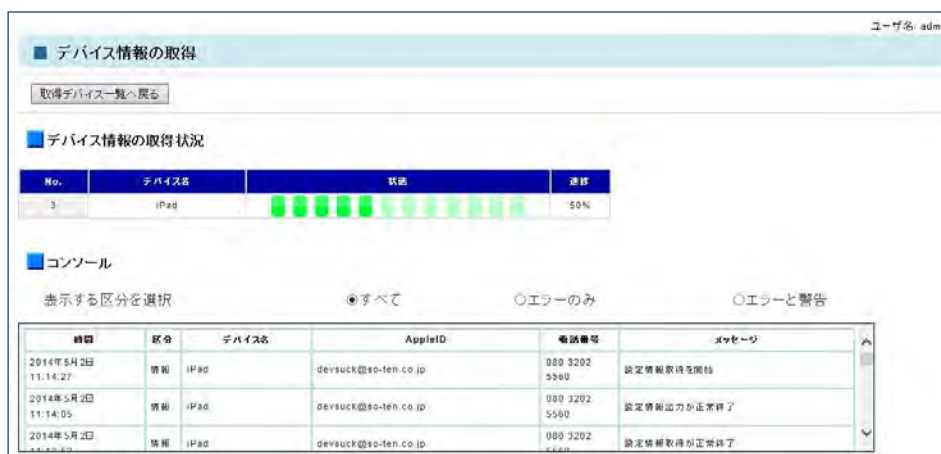 ユーザ名: adm
デバイス情報の取得
取得デバイス一覧へ戻る
デバイス情報の取得状況
No. デバイス名 状態 進捗
3 iPad 50%
コンソール
表示する区分を選択 ◉すべて ○エラーのみ ○エラーと警告
時間 区分 デバイス名 AppleID 電話番号 メッセージ
2014年5月2日 11:14:27 情報 iPad devsuck@so-ten.co.jp 080 3202 5560 設定情報取得を開始
2014年5月2日 11:14:05 情報 iPad devsuck@so-ten.co.jp 080 3202 5560 設定情報出力が正常終了
2014年5月2日 情報 iPad devsuck@so-ten.co.jp 080 3202 設定情報取得が正常終了